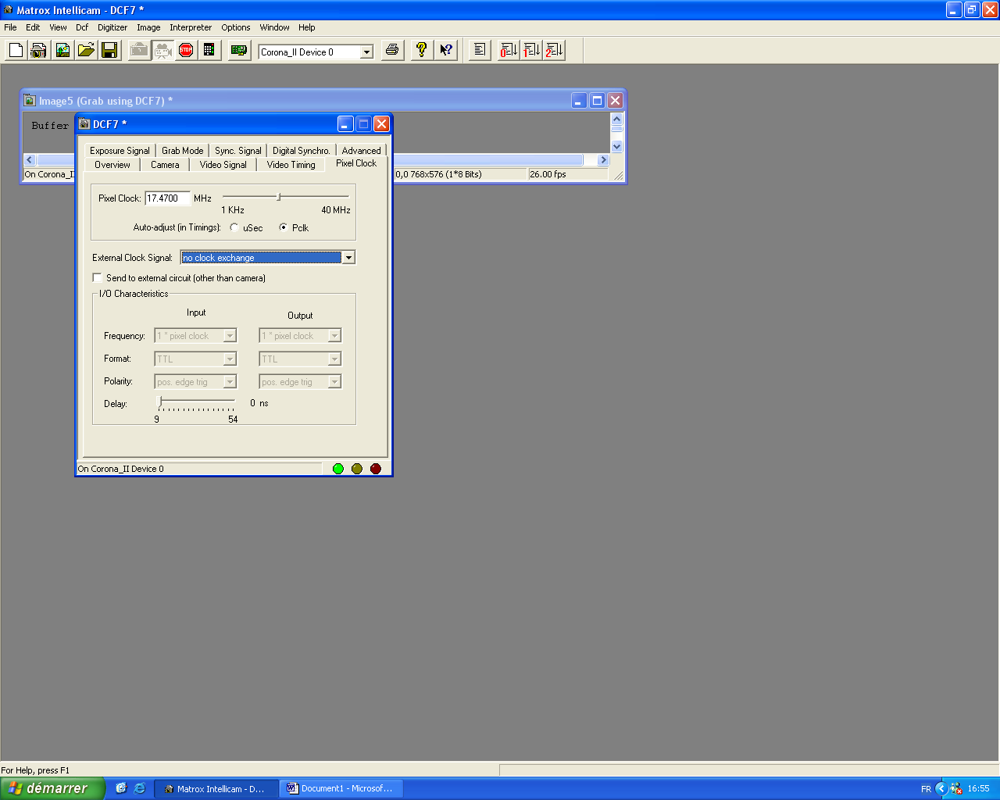 Matrox Intellicam - DCF7 *
File Edit View Dcf Digitizer Image Interpreter Options Window Help
STOP Corona_II Device 0 ? ? 0 1 2
Image5 (Grab using DCF7) *
Buffer
DCF7 *
Exposure Signal Grab Mode Sync. Signal Digital Synchro. Advanced
Overview Camera Video Signal Video Timing Pixel Clock
On Corona_II 0,0 768x576 (1*8 Bits) 26.00 fps
Pixel Clock: 17.4700 MHz
1 KHz 40 MHz
Auto-adjust (in Timings): uSec Pclk
External Clock Signal: no clock exchange
Send to external circuit (other than camera)
I/O Characteristics
Input Output
Frequency: 1 * pixel clock 1 * pixel clock
Format: TTL TTL
Polarity: pos. edge trig pos. edge trig
Delay: 0 ns
9 54
On Corona_II Device 0
For Help, press F1
démarrer Matrox Intellicam - D... Document1 - Microsof... FR 16:55